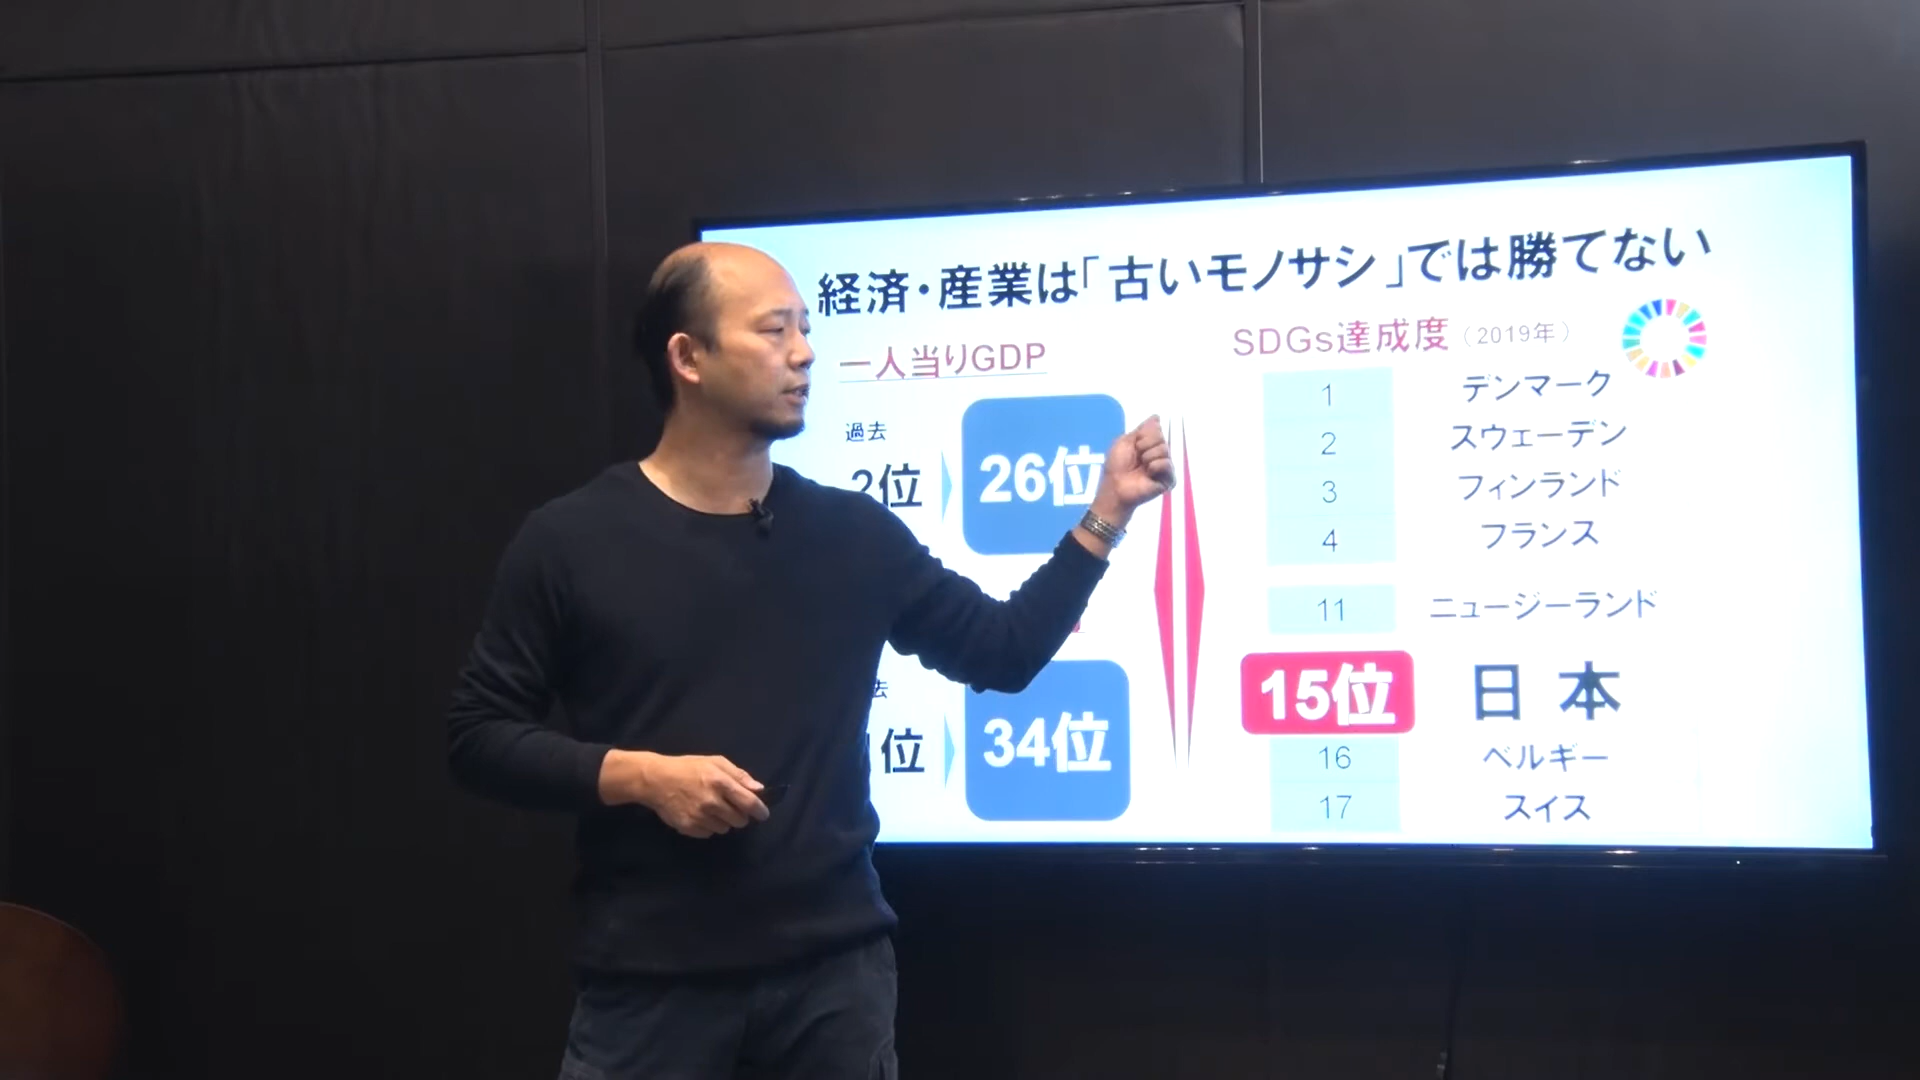 経済・産業は「古いモノサシ」では勝てない
一人当りGDP
過去
2位
26位
位
34位
SDGs達成度（2019年）
1 デンマーク
2 スウェーデン
3 フィンランド
4 フランス
11 ニュージーランド
15位 日本
16 ベルギー
17 スイス